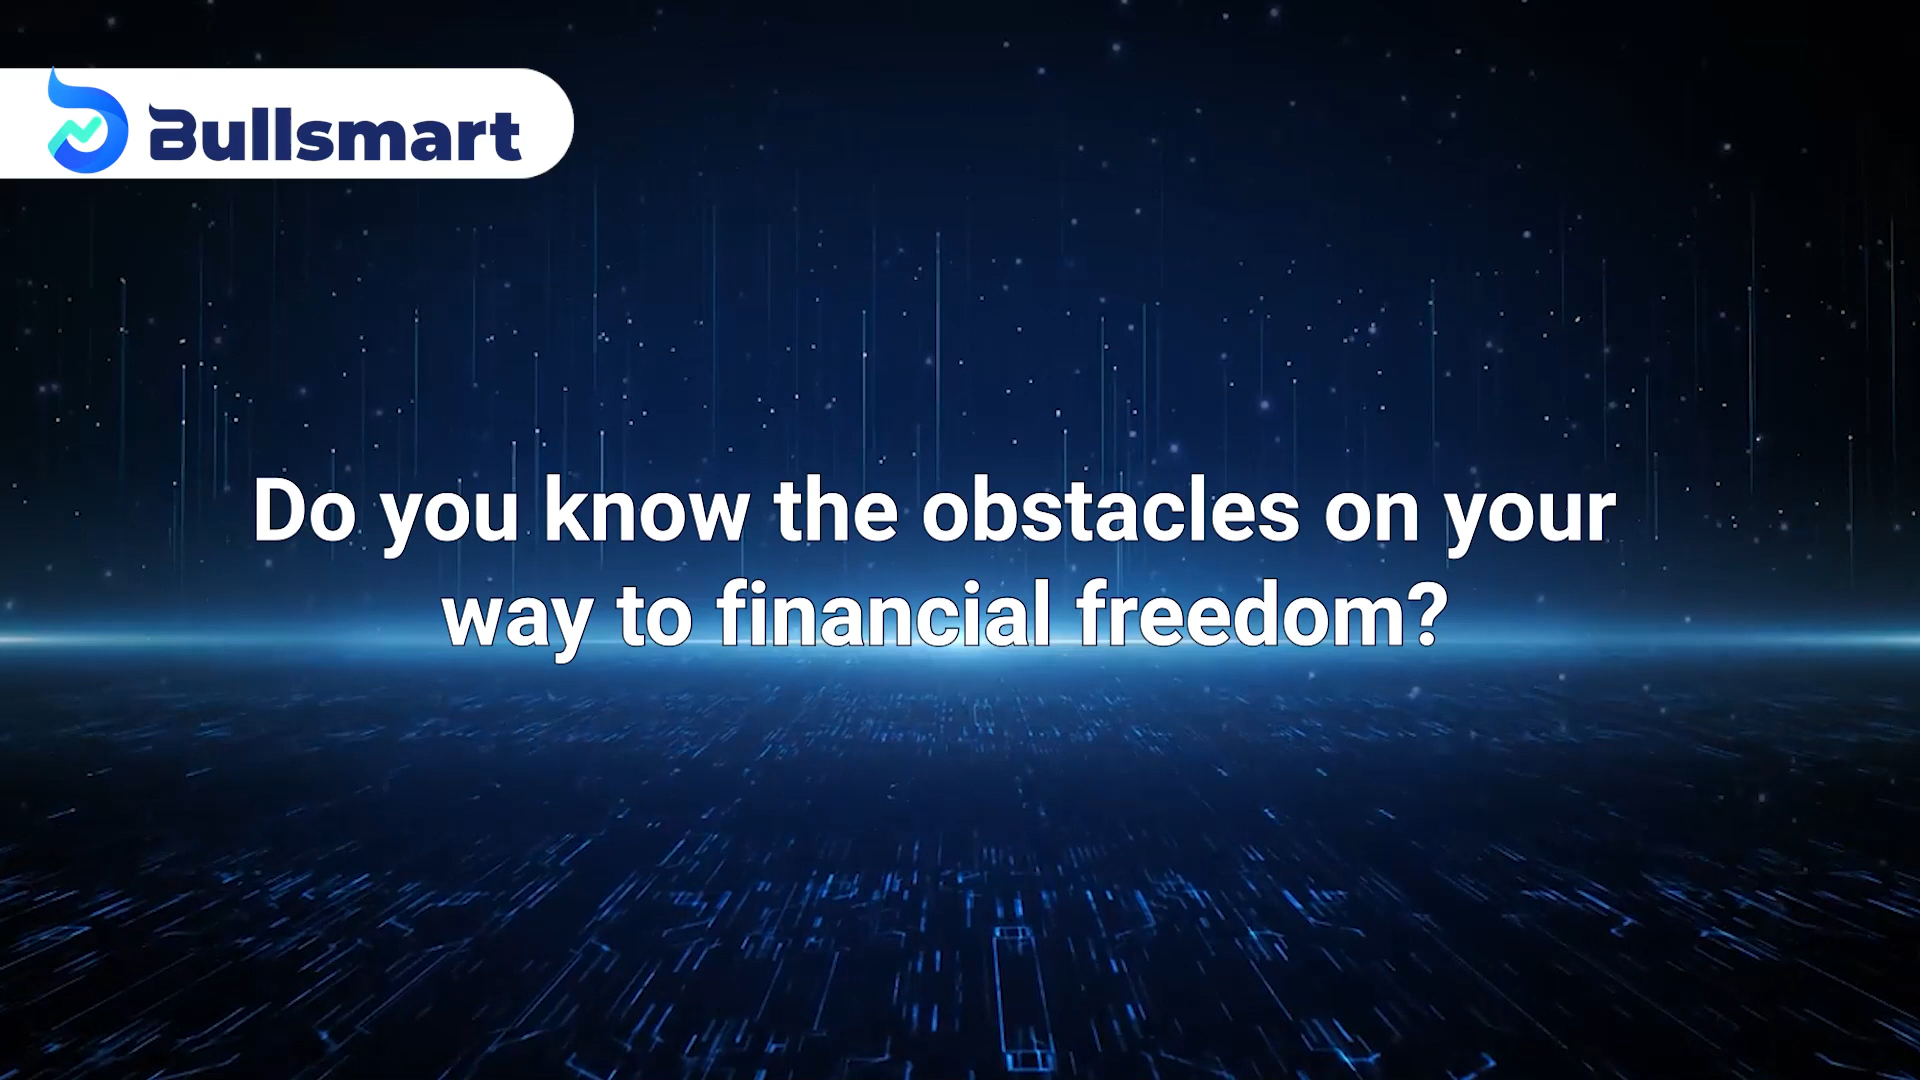 Bullsmart
Do you know the obstacles on your
way to financial freedom?